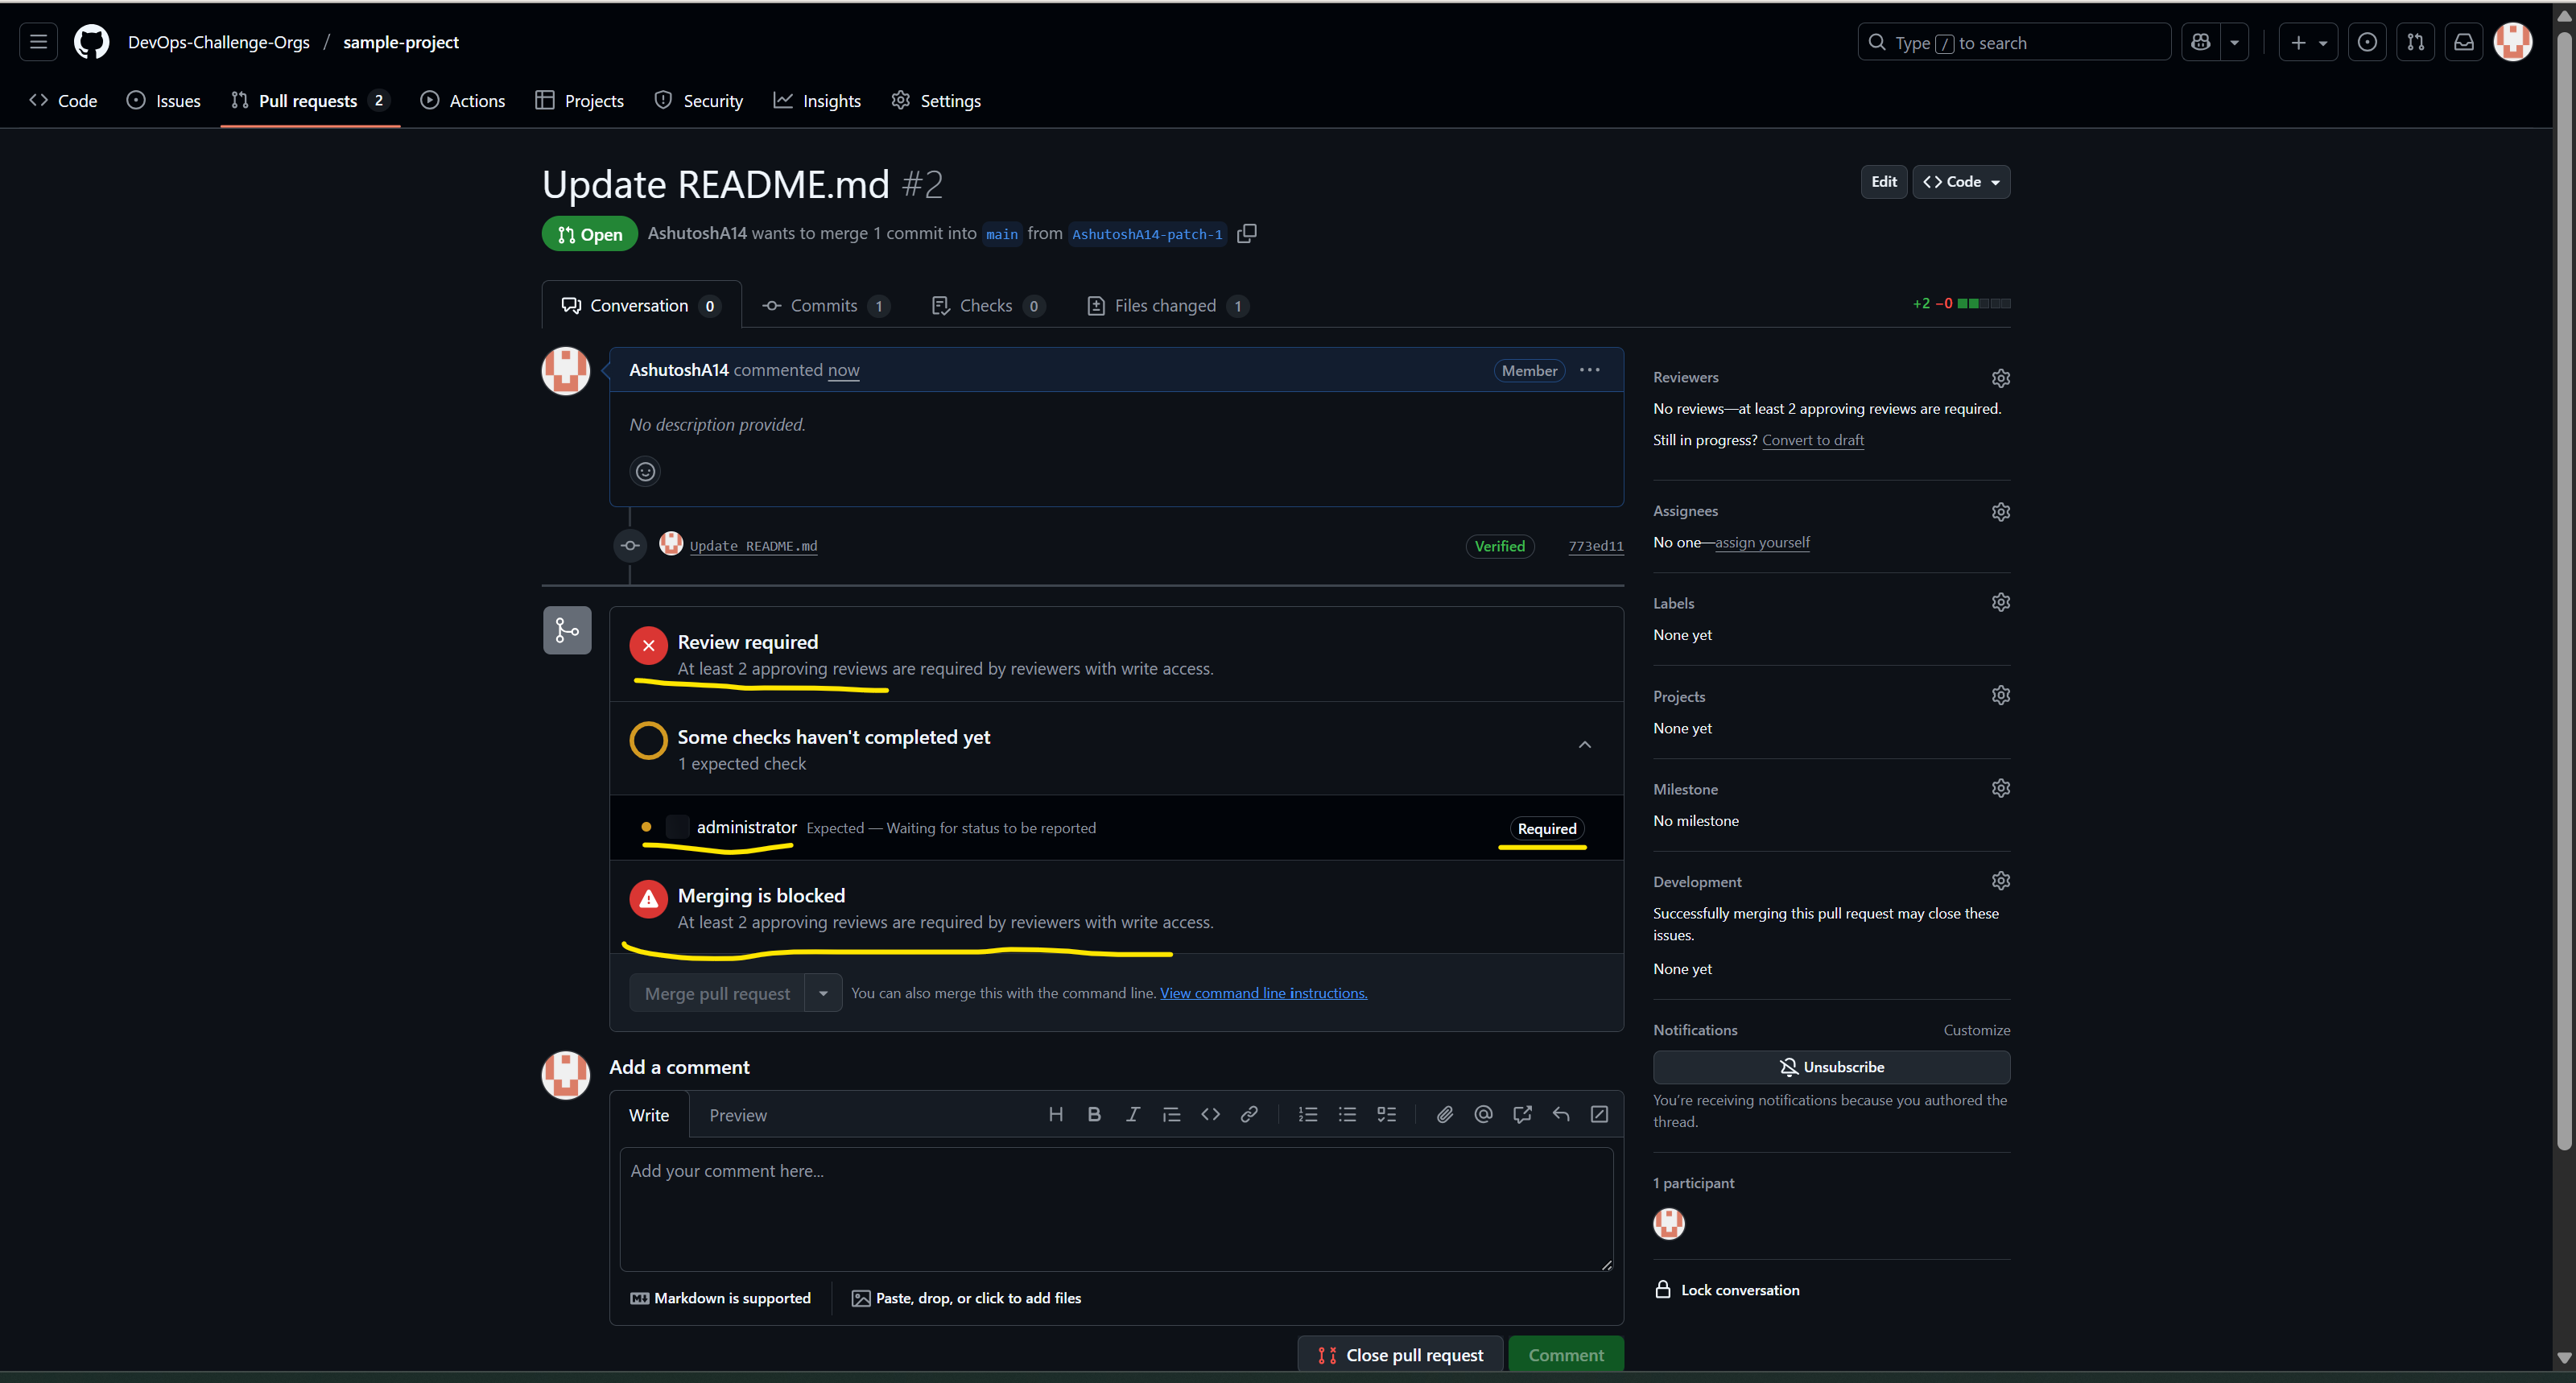 DevOps-Challenge-Orgs / sample-project
Type / to search
Code
Issues
Pull requests 2
Actions
Projects
Security
Insights
Settings
Update README.md #2
Edit
Code
Open
AshutoshA14 wants to merge 1 commit into main from AshutoshA14-patch-1
Conversation 0
Commits 1
Checks 0
Files changed 1
+2 −0
AshutoshA14 commented now
Member
No description provided.
Update README.md
Verified
773ed11
Review required
At least 2 approving reviews are required by reviewers with write access.
Some checks haven't completed yet
1 expected check
administrator Expected — Waiting for status to be reported
Required
Merging is blocked
At least 2 approving reviews are required by reviewers with write access.
Merge pull request
You can also merge this with the command line. View command line instructions.
Add a comment
Write
Preview
Add your comment here...
Markdown is supported
Paste, drop, or click to add files
Close pull request
Comment
Reviewers
No reviews—at least 2 approving reviews are required.
Still in progress? Convert to draft
Assignees
No one—assign yourself
Labels
None yet
Projects
None yet
Milestone
No milestone
Development
Successfully merging this pull request may close these
issues.
None yet
Notifications
Customize
Unsubscribe
You're receiving notifications because you authored the
thread.
1 participant
Lock conversation